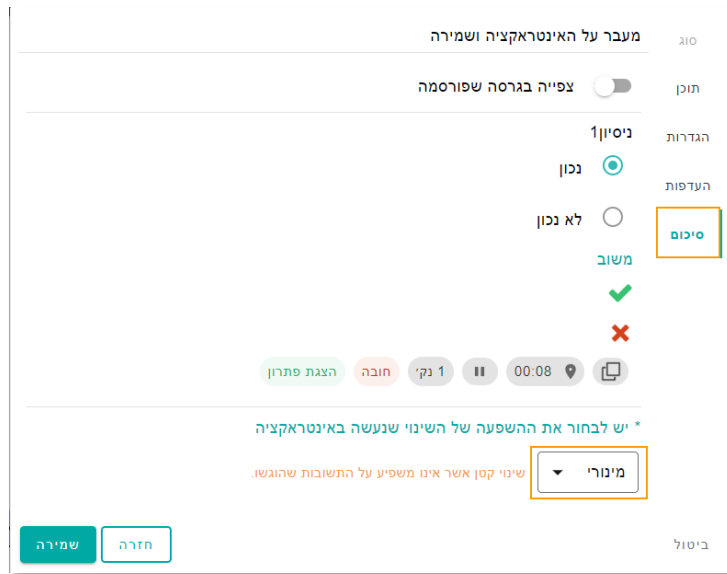 סוג
תוכן
הגדרות
העדפות
סיכום
מעבר על האינטראקציה ושמירה
צפייה בגרסה שפורסמה
ניסיון1
נכון
לא נכון
משוב
00:08 1 נק׳ חובה הצגת פתרון
* יש לבחור את ההשפעה של השינוי שנעשה באינטראקציה
מינורי שינוי קטן אשר אינו משפיע על התשובות שהוגשו.
ביטול חזרה שמירה